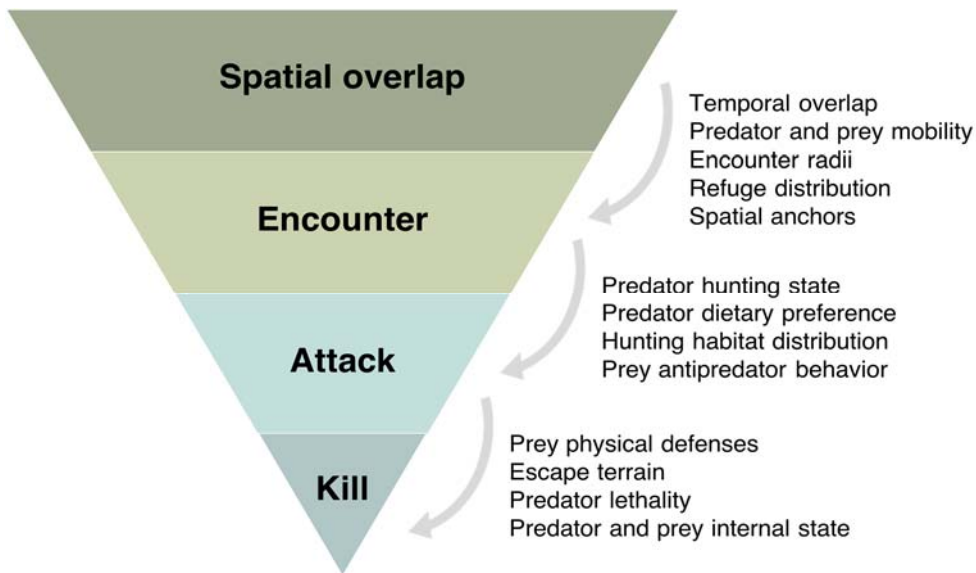 Spatial overlap
Temporal overlap
Predator and prey mobility
Encounter radii
Refuge distribution
Spatial anchors
Encounter
Predator hunting state
Predator dietary preference
Hunting habitat distribution
Prey antipredator behavior
Attack
Prey physical defenses
Escape terrain
Predator lethality
Predator and prey internal state
Kill